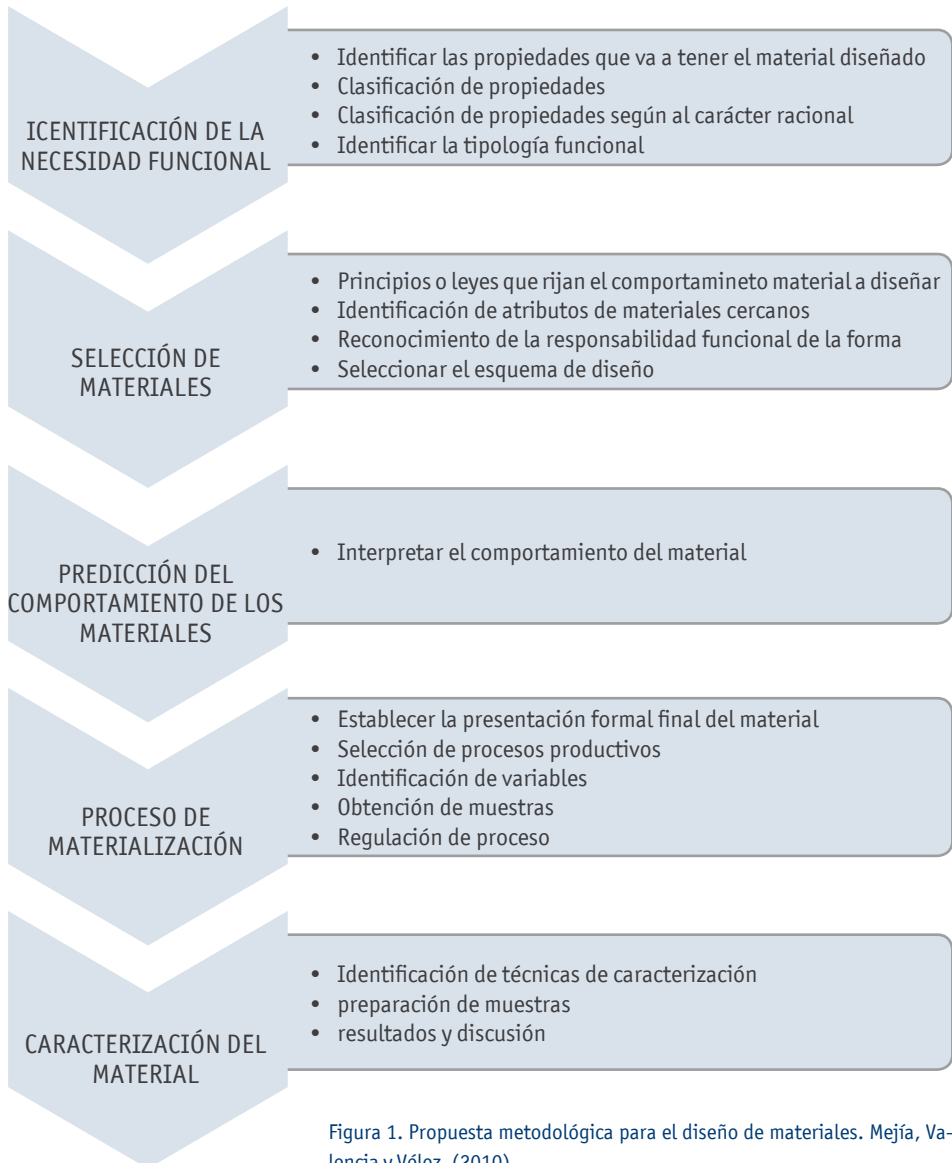 ICENTIFICACIÓN DE LA
NECESIDAD FUNCIONAL
• Identificar las propiedades que va a tener el material diseñado
• Clasificación de propiedades
• Clasificación de propiedades según al carácter racional
• Identificar la tipología funcional
SELECCIÓN DE
MATERIALES
• Principios o leyes que rijan el comportamineto material a diseñar
• Identificación de atributos de materiales cercanos
• Reconocimiento de la responsabilidad funcional de la forma
• Seleccionar el esquema de diseño
PREDICCIÓN DEL
COMPORTAMIENTO DE LOS
MATERIALES
• Interpretar el comportamiento del material
PROCESO DE
MATERIALIZACIÓN
• Establecer la presentación formal final del material
• Selección de procesos productivos
• Identificación de variables
• Obtención de muestras
• Regulación de proceso
CARACTERIZACIÓN DEL
MATERIAL
• Identificación de técnicas de caracterización
• preparación de muestras
• resultados y discusión
Figura 1. Propuesta metodológica para el diseño de materiales. Mejía, Va-
lencia y Vélez. (2010)